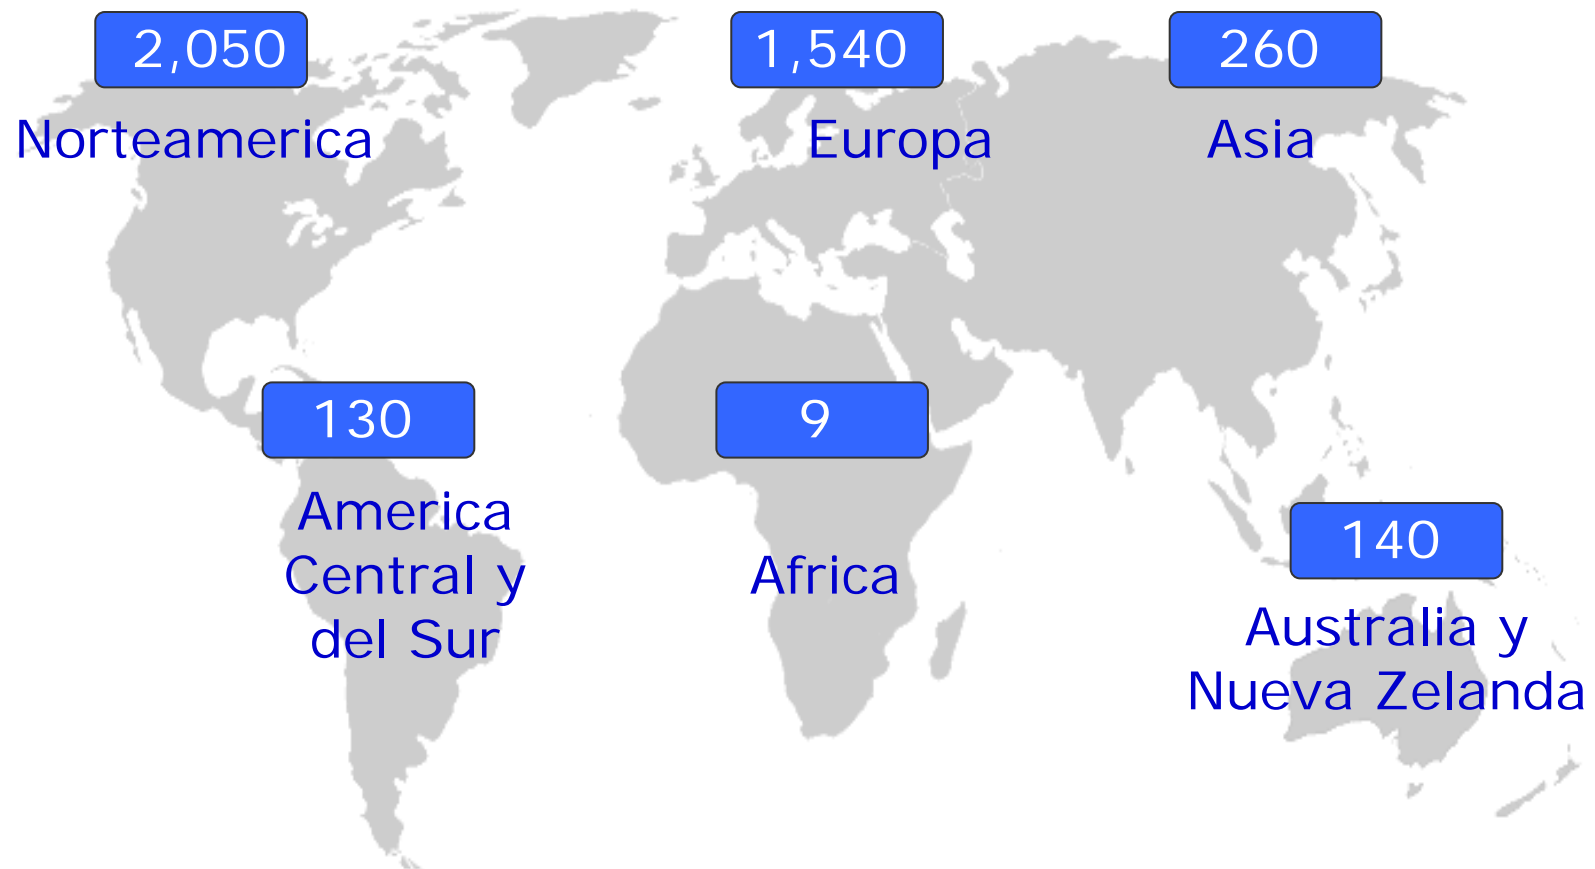 2,050
Norteamerica
1,540
Europa
260
Asia
130
America
Central y
del Sur
9
Africa
140
Australia y
Nueva Zelanda